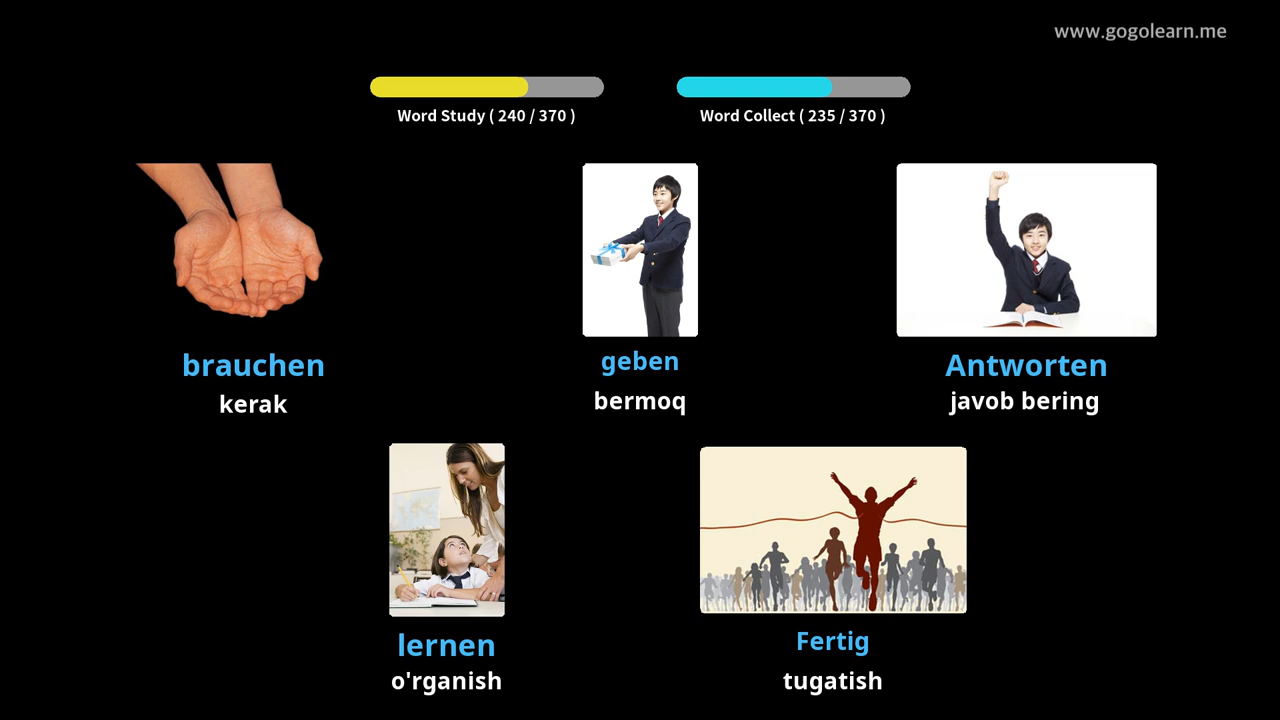 www.gogolearn.me
Word Study ( 240 / 370 )
Word Collect ( 235 / 370 )
brauchen
kerak
geben
bermoq
Antworten
javob bering
lernen
o'rganish
Fertig
tugatish